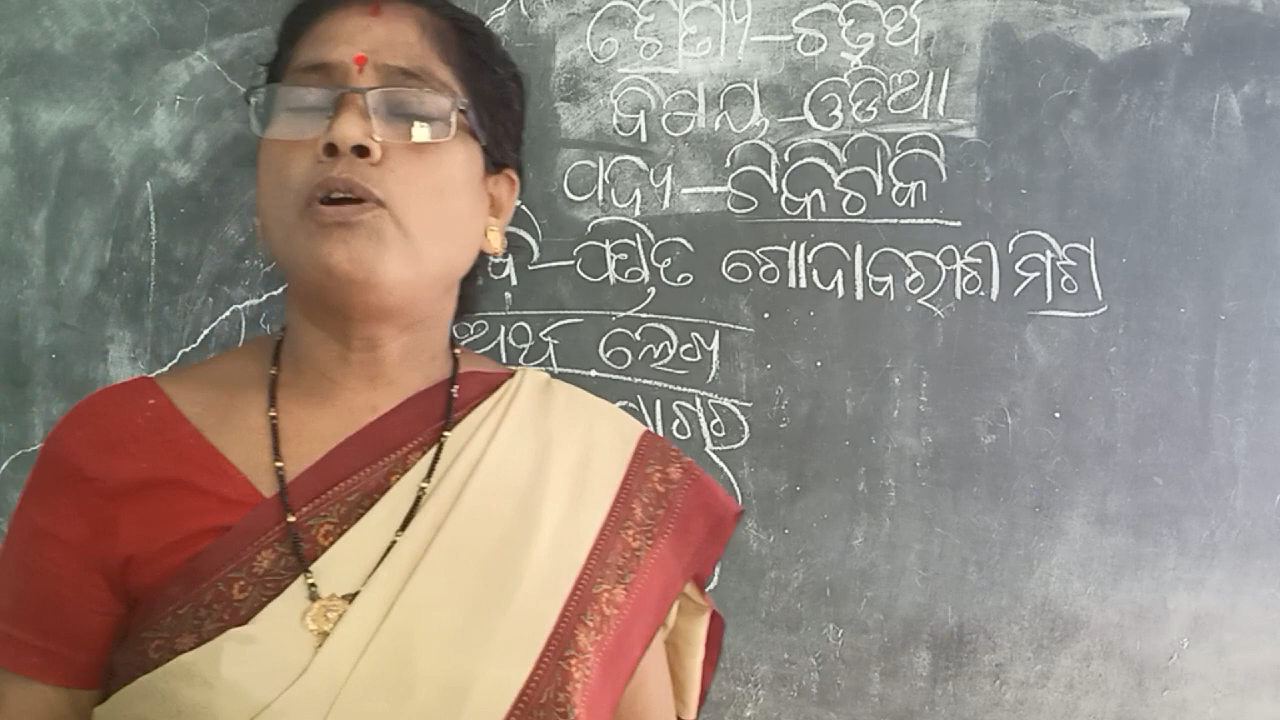 ଶ୍ରେଣୀ - ଚତୁର୍ଥ
ବିଷୟ - ଓଡ଼ିଆ
ପଦ୍ୟ - ଟିକିଟିକି
ପଣ୍ଡିତ ଗୋଦାବରୀଶ ମିଶ୍ର
ଅର୍ଥ ଲେଖ